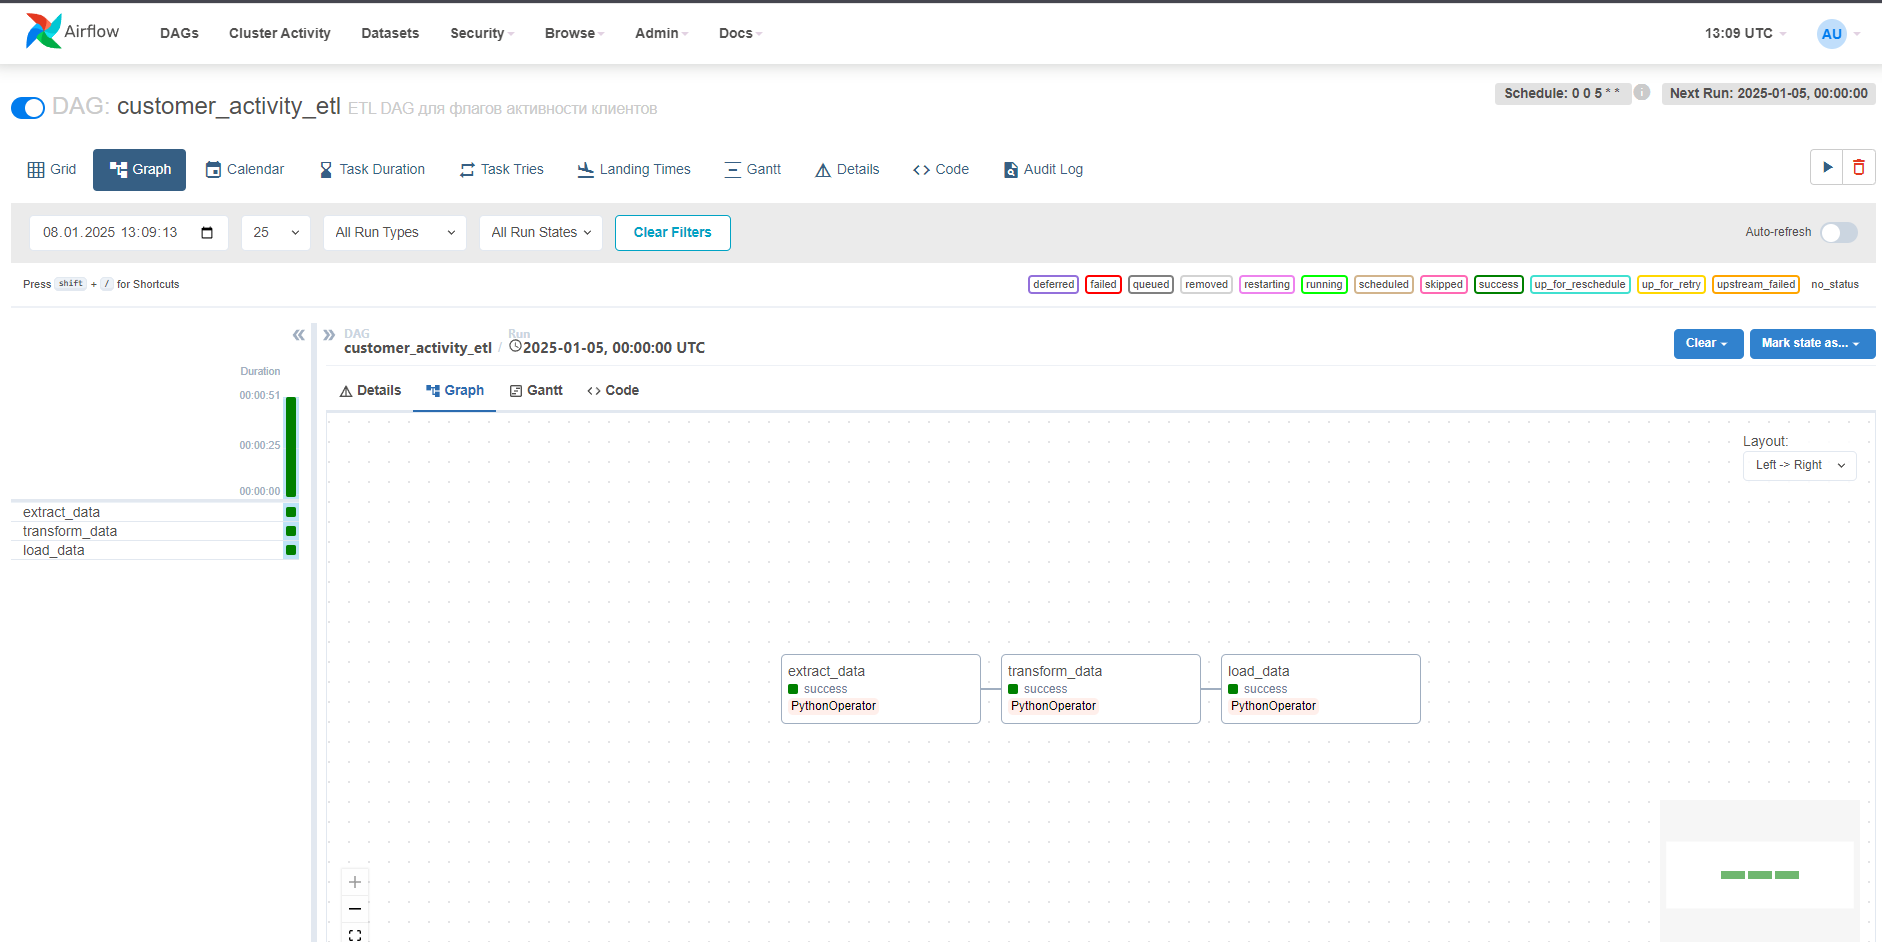 Airflow DAGs Cluster Activity Datasets Security Browse Admin Docs 13:09 UTC AU
DAG: customer_activity_etl ETL DAG для флагов активности клиентов Schedule: 0 0 5 * * i Next Run: 2025-01-05, 00:00:00
Grid Graph Calendar Task Duration Task Tries Landing Times Gantt Details Code Audit Log
08.01.2025 13:09:13 25 All Run Types All Run States Clear Filters Auto-refresh
Press shift + / for Shortcuts deferred failed queued removed restarting running scheduled skipped success up_for_reschedule up_for_retry upstream_failed no_status
DAG Run
customer_activity_etl / 2025-01-05, 00:00:00 UTC Clear Mark state as...
Duration
00:00:51
00:00:25
00:00:00
extract_data
transform_data
load_data
Details Graph Gantt Code
Layout:
Left -> Right
extract_data
success
PythonOperator
transform_data
success
PythonOperator
load_data
success
PythonOperator